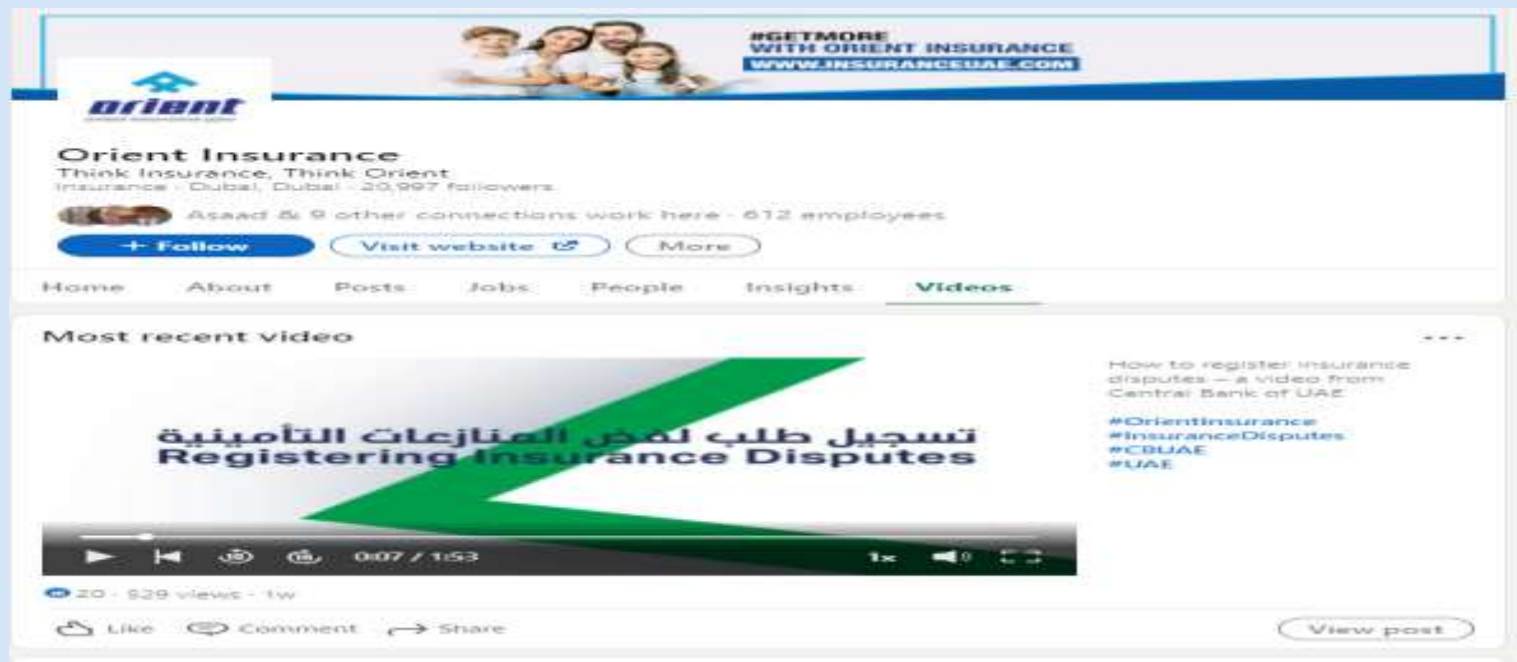 #GETMORE
WITH ORIENT INSURANCE
WWW.INSURANCEUAE.COM
orient
Orient Insurance
Think Insurance, Think Orient
Insurance · Dubai, Dubai · 20,997 followers
Asaad & 9 other connections work here · 612 employees
+ Follow
Visit website
More
Home About Posts Jobs People Insights Videos
Most recent video
تسجيل طلب لفض المنازعات التأمينية
Registering Insurance Disputes
0:07 / 1:53
1x
How to register insurance
disputes – a video from
Central Bank of UAE
#OrientInsurance
#InsuranceDisputes
#CBUAE
#UAE
20 · 929 views · 1w
Like Comment Share
View post